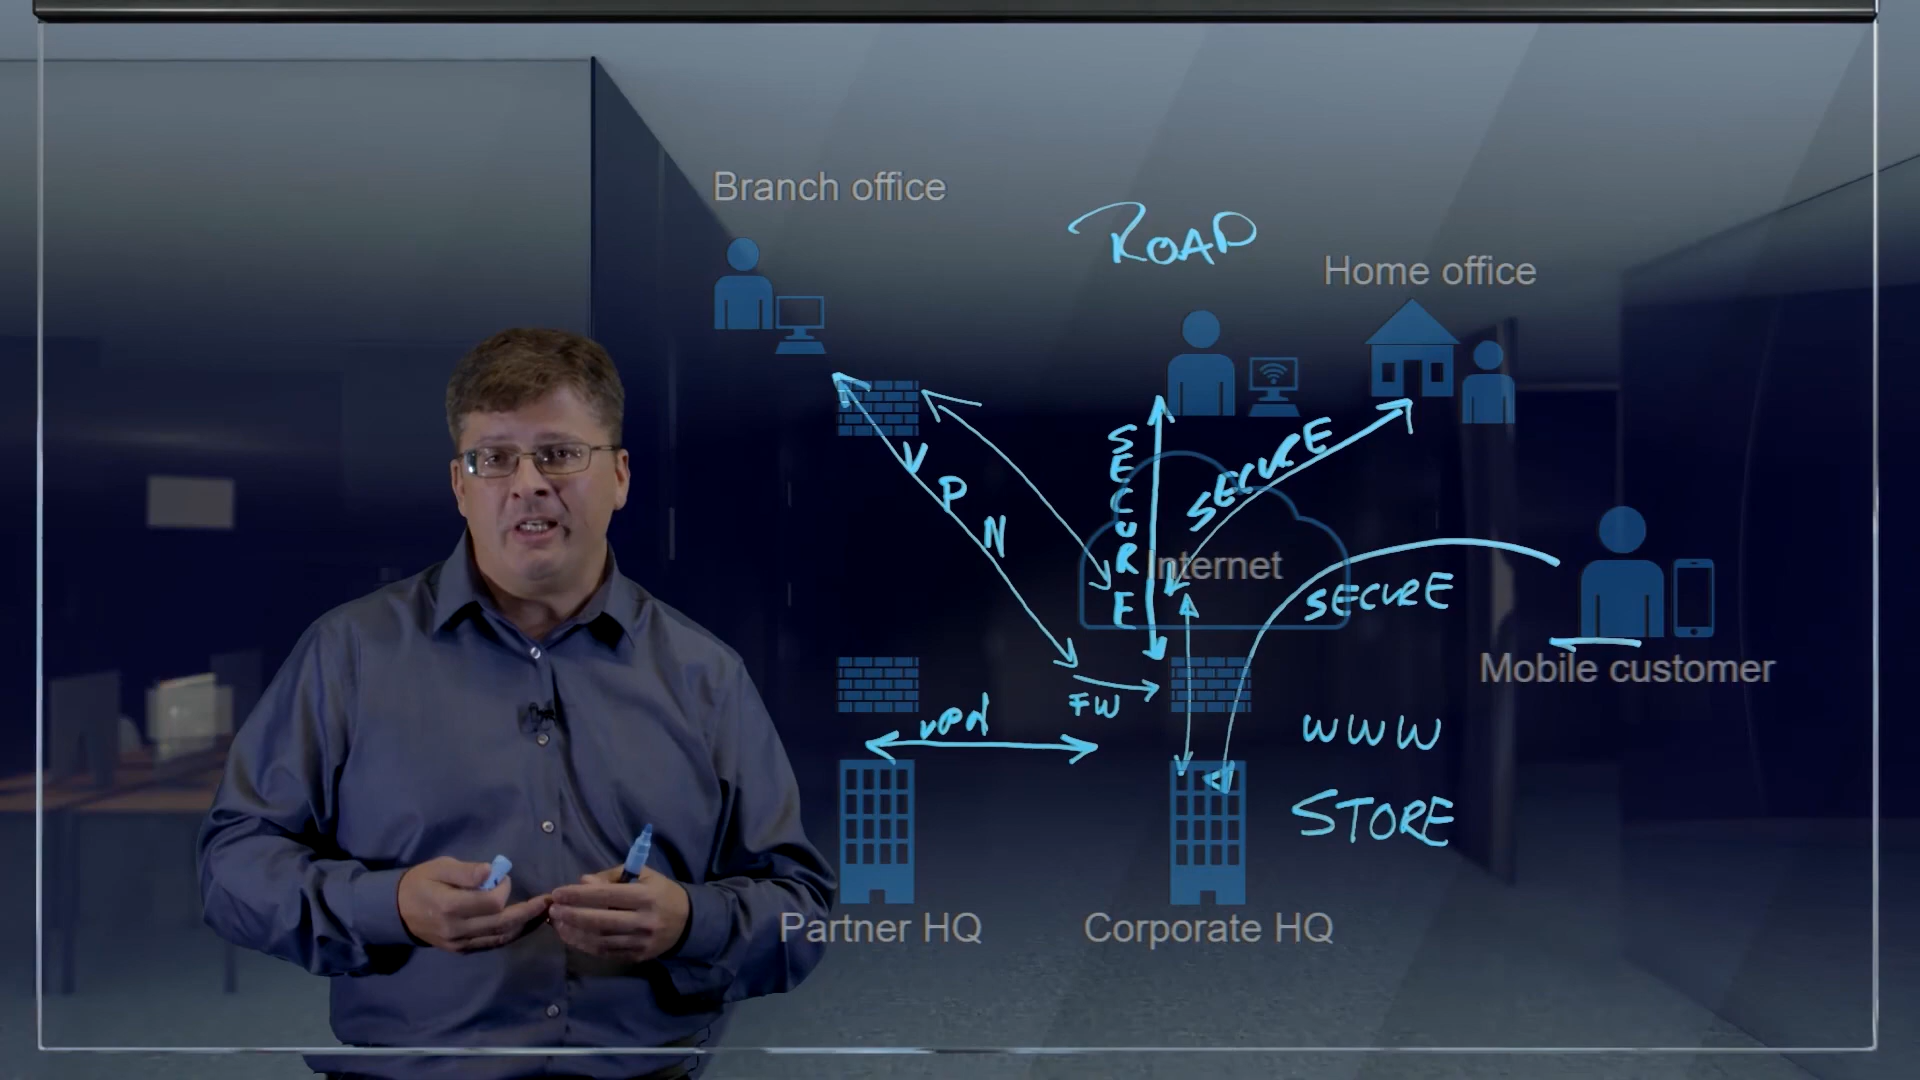 Branch office
ROAD
Home office
SECURE
SECURE
VPN
Internet
SECURE
Mobile customer
FW
VPN
WWW
STORE
Partner HQ
Corporate HQ